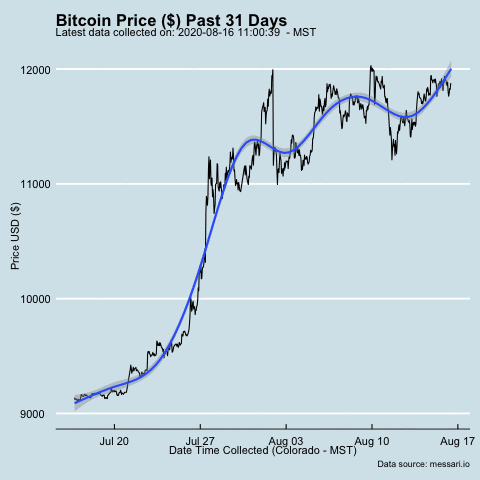 Bitcoin Price ($) Past 31 Days
Latest data collected on: 2020-08-16 11:00:39  - MST
12000
11000
10000
9000
Price USD ($)
Jul 20 Jul 27 Aug 03 Aug 10 Aug 17
Date Time Collected (Colorado - MST)
Data source: messari.io